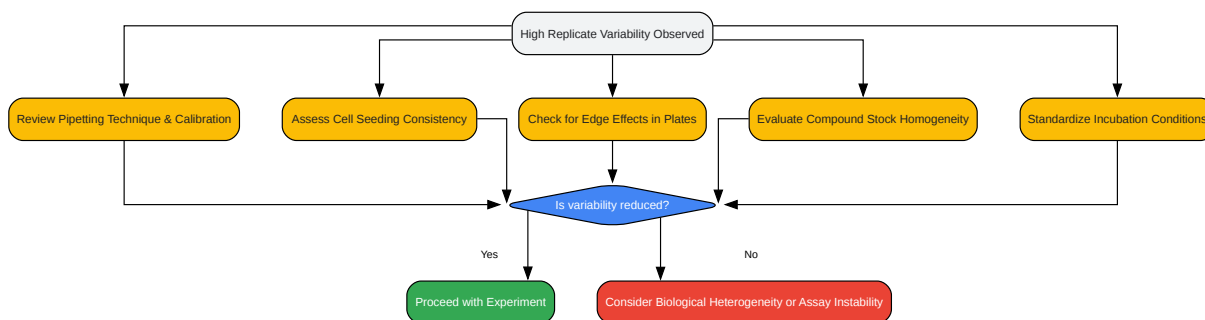 High Replicate Variability Observed
Review Pipetting Technique & Calibration
Assess Cell Seeding Consistency
Check for Edge Effects in Plates
Evaluate Compound Stock Homogeneity
Standardize Incubation Conditions
Is variability reduced?
Yes
No
Proceed with Experiment
Consider Biological Heterogeneity or Assay Instability